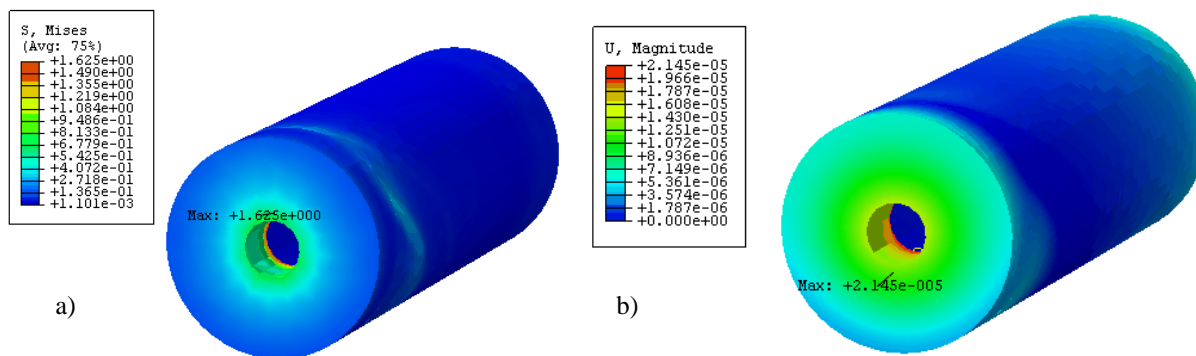 S, Mises
(Avg: 75%)
+1.625e+00
+1.490e+00
+1.355e+00
+1.219e+00
+1.084e+00
+9.486e-01
+8.133e-01
+6.779e-01
+5.425e-01
+4.072e-01
+2.718e-01
+1.365e-01
+1.101e-03
Max: +1.625e+000
a)
U, Magnitude
+2.145e-05
+1.966e-05
+1.787e-05
+1.608e-05
+1.430e-05
+1.251e-05
+1.072e-05
+8.936e-06
+7.149e-06
+5.361e-06
+3.574e-06
+1.787e-06
+0.000e+00
Max: +2.145e-005
b)